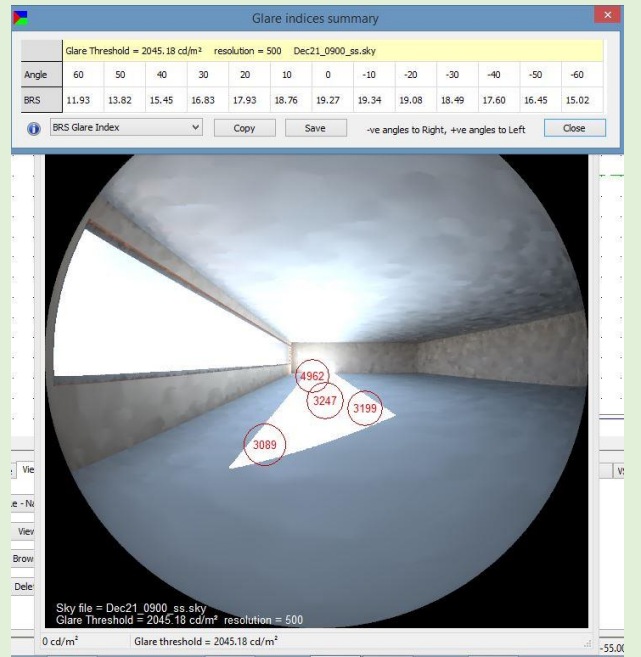 Glare indices summary
Glare Threshold = 2045.18 cd/m² resolution = 500 Dec21_0900_ss.sky
Angle 60 50 40 30 20 10 0 -10 -20 -30 -40 -50 -60
BRS 11.93 13.82 15.45 16.83 17.93 18.76 19.27 19.34 19.08 18.49 17.60 16.45 15.02
BRS Glare Index Copy Save -ve angles to Right, +ve angles to Left Close
4962
3247
3199
3089
Sky file = Dec21_0900_ss.sky
Glare Threshold = 2045.18 cd/m² resolution = 500
0 cd/m² Glare threshold = 2045.18 cd/m²
-55.00